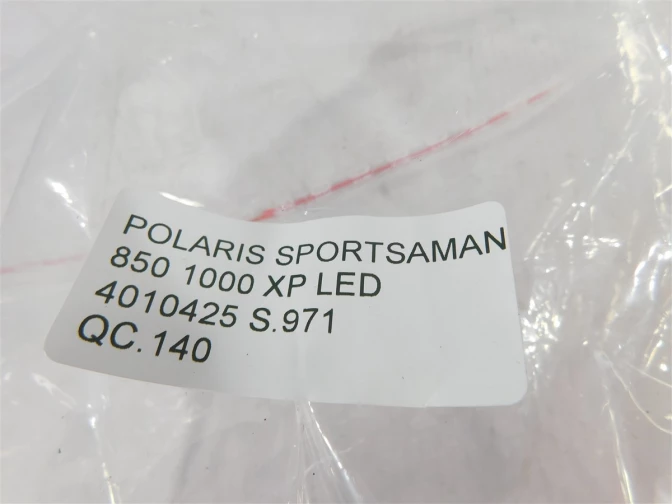 POLARIS SPORTSAMAN
850 1000 XP LED
4010425 S.971
QC.140